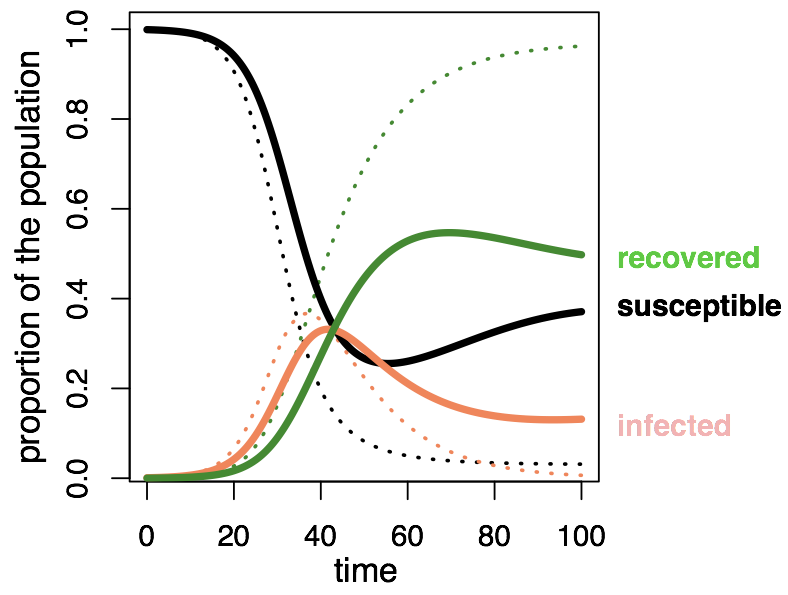 proportion of the population
1.0
0.8
0.6
0.4
0.2
0.0
0 20 40 60 80 100
time
recovered
susceptible
infected